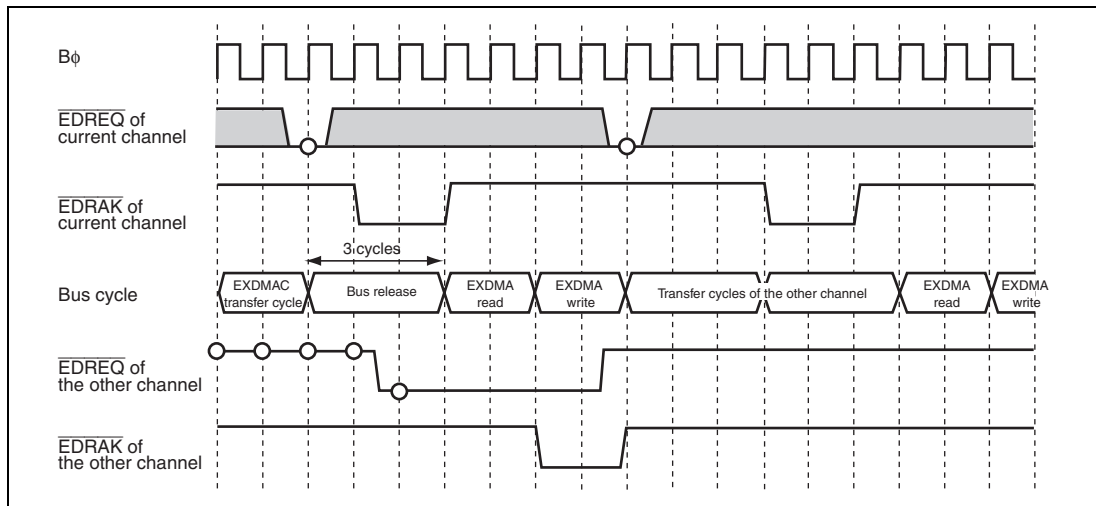 Bϕ
EDREQ of
current channel
EDRAK of
current channel
3 cycles
Bus cycle
EXDMAC
transfer cycle
Bus release
EXDMA
read
EXDMA
write
Transfer cycles of the other channel
EXDMA
read
EXDMA
write
EDREQ of
the other channel
EDRAK of
the other channel